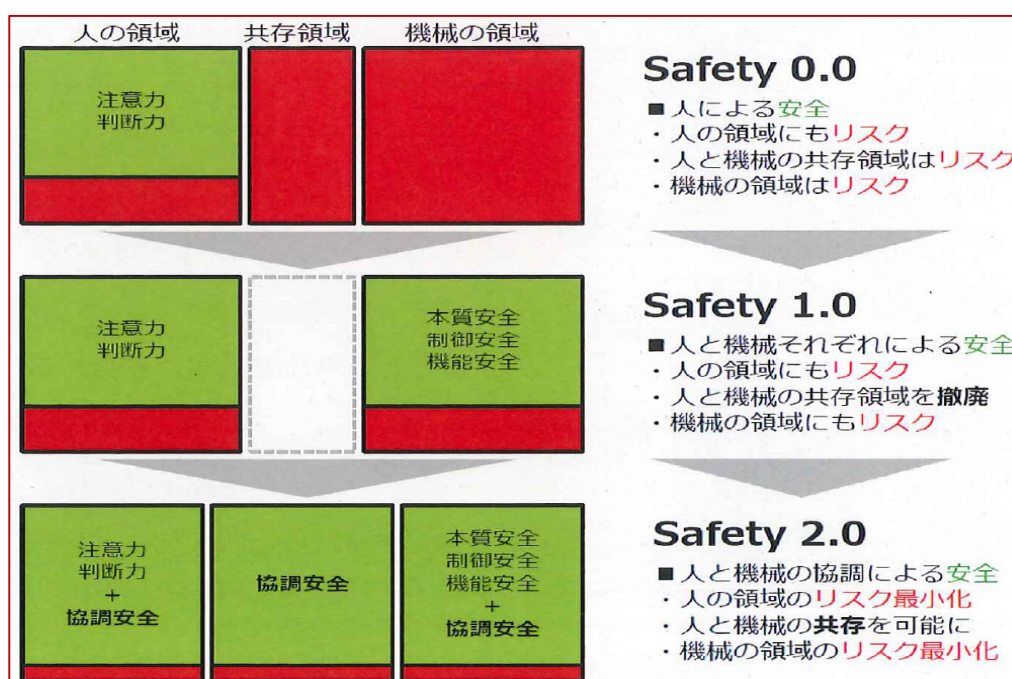 人の領域
共存領域
機械の領域
注意力
判断力
Safety 0.0
■人による安全
・人の領域にもリスク
・人と機械の共存領域はリスク
・機械の領域はリスク
注意力
判断力
本質安全
制御安全
機能安全
Safety 1.0
■人と機械それぞれによる安全
・人の領域にもリスク
・人と機械の共存領域を撤廃
・機械の領域にもリスク
注意力
判断力
+
協調安全
協調安全
本質安全
制御安全
機能安全
+
協調安全
Safety 2.0
■人と機械の協調による安全
・人の領域のリスク最小化
・人と機械の共存を可能に
・機械の領域のリスク最小化